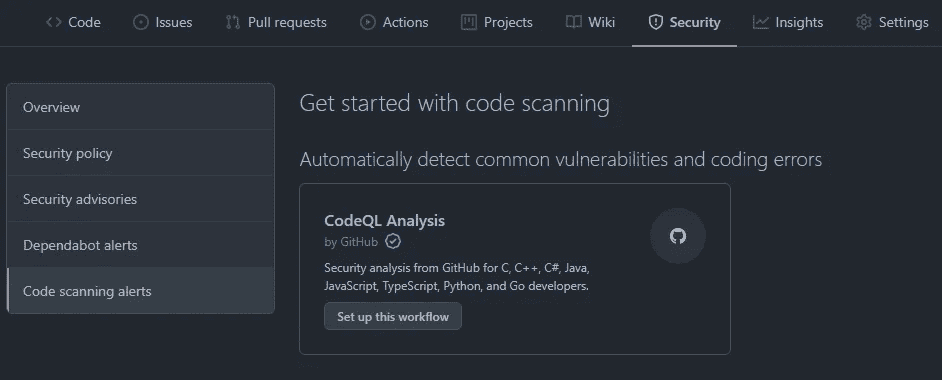 Code Issues Pull requests Actions Projects Wiki Security Insights Settings
Overview
Security policy
Security advisories
Dependabot alerts
Code scanning alerts
Get started with code scanning
Automatically detect common vulnerabilities and coding errors
CodeQL Analysis
by GitHub
Security analysis from GitHub for C, C++, C#, Java,
JavaScript, TypeScript, Python, and Go developers.
Set up this workflow